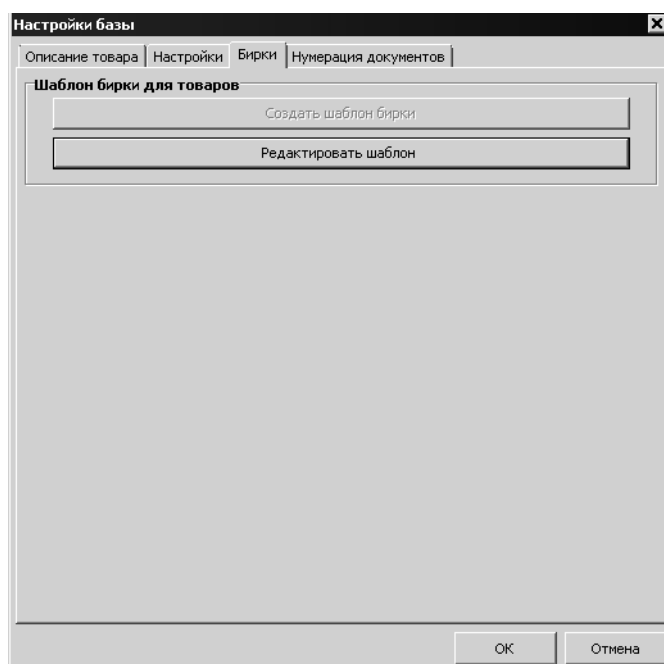 Настройки базы
Описание товара Настройки Бирки Нумерация документов
Шаблон бирки для товаров
Создать шаблон бирки
Редактировать шаблон
OK Отмена